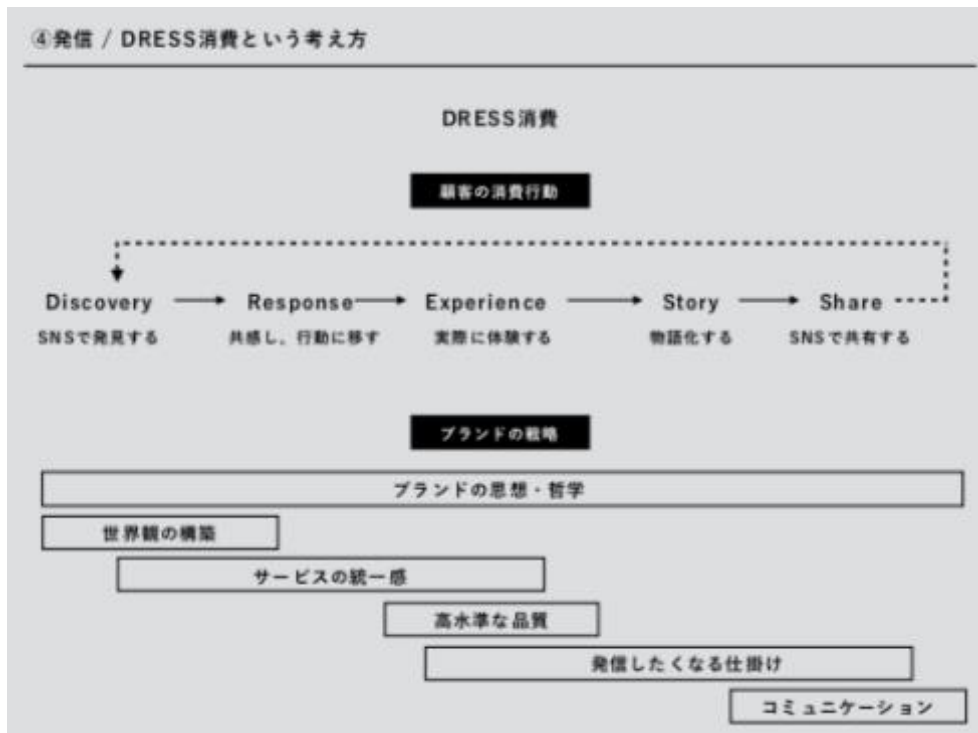 ④発信 / DRESS消費という考え方
DRESS消費
顧客の消費行動
Discovery Response Experience Story Share
SNSで発見する 共感し、行動に移す 実際に体験する 物語化する SNSで共有する
ブランドの戦略
ブランドの思想・哲学
世界観の構築
サービスの統一感
高水準な品質
発信したくなる仕掛け
コミュニケーション